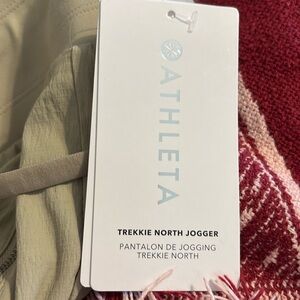 ATHLETA
TREKKIE NORTH JOGGER
PANTALON DE JOGGING
TREKKIE NORTH